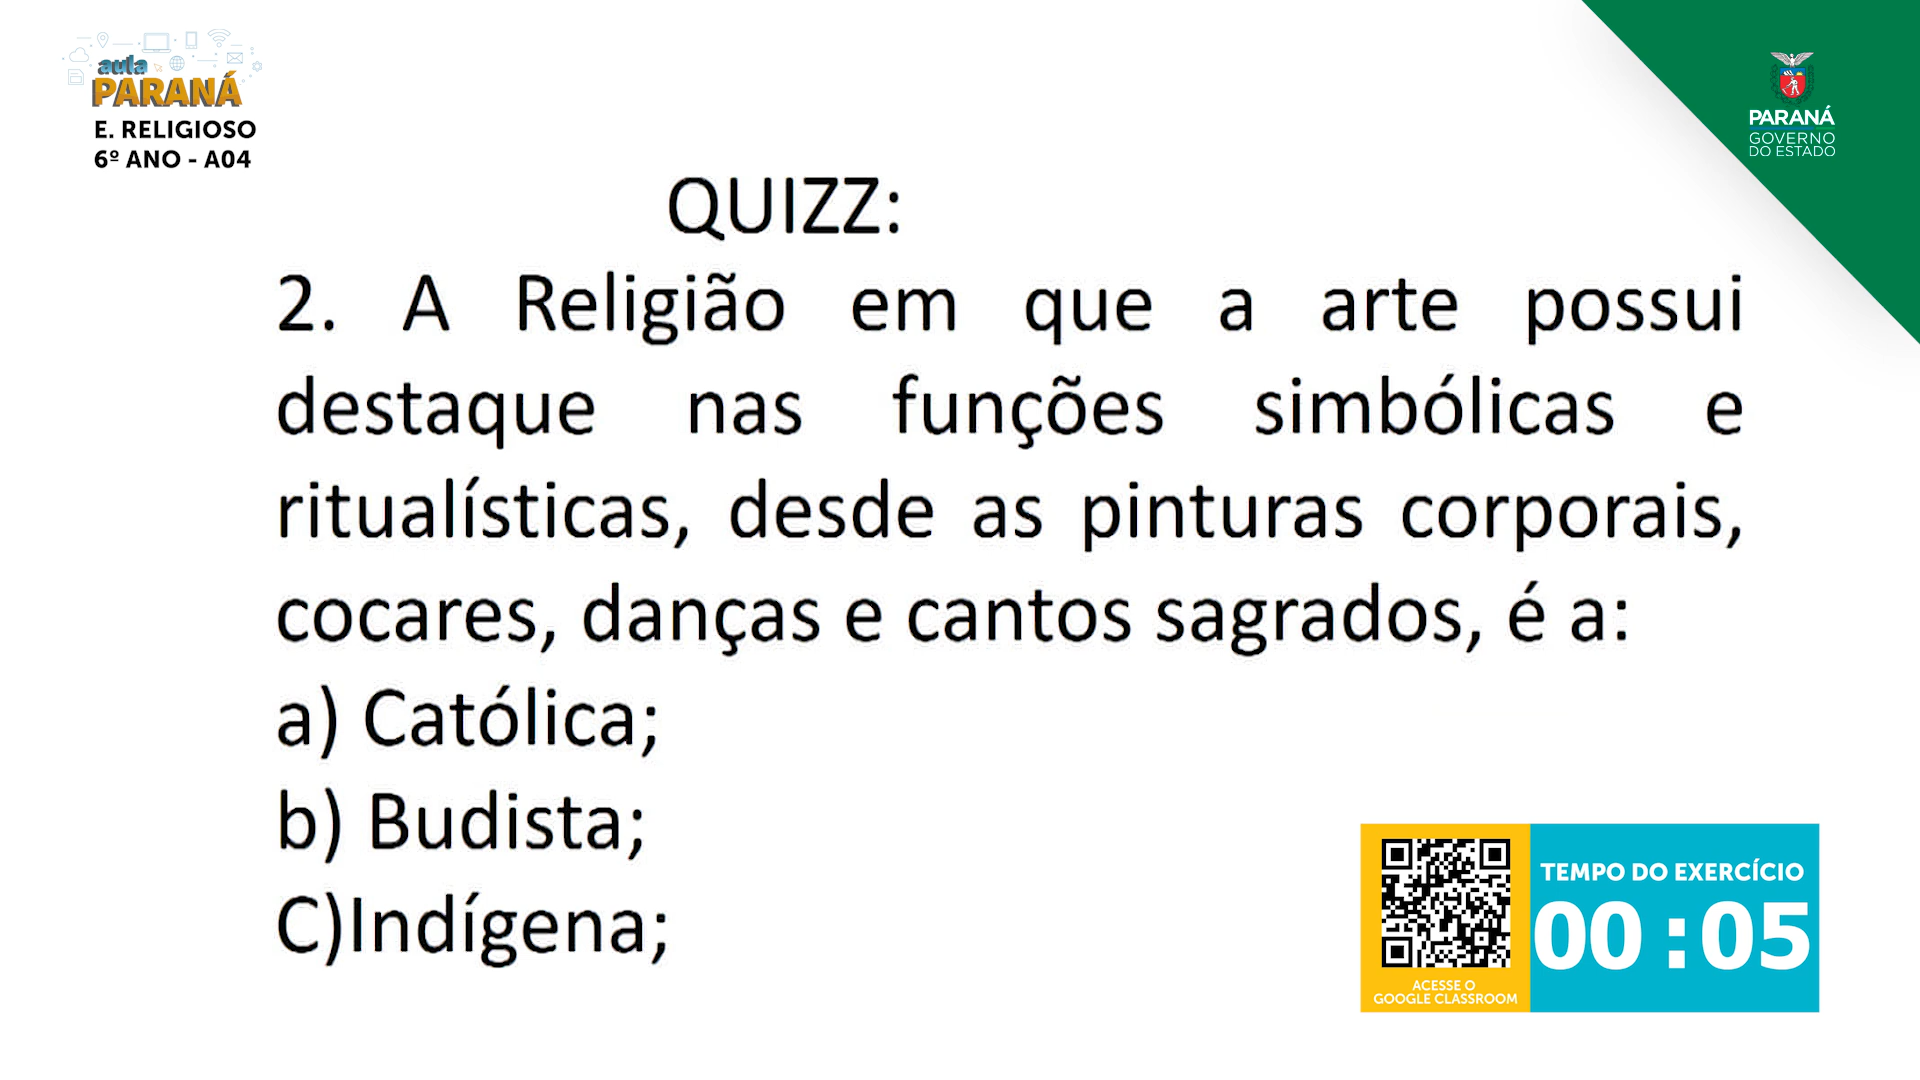 aula
PARANÁ
E. RELIGIOSO
6º ANO - A04
PARANÁ
GOVERNO
DO ESTADO
QUIZZ:
2. A Religião em que a arte possui
destaque nas funções simbólicas e
ritualísticas, desde as pinturas corporais,
cocares, danças e cantos sagrados, é a:
a) Católica;
b) Budista;
C)Indígena;
TEMPO DO EXERCÍCIO
00:05
ACESSE O
GOOGLE CLASSROOM